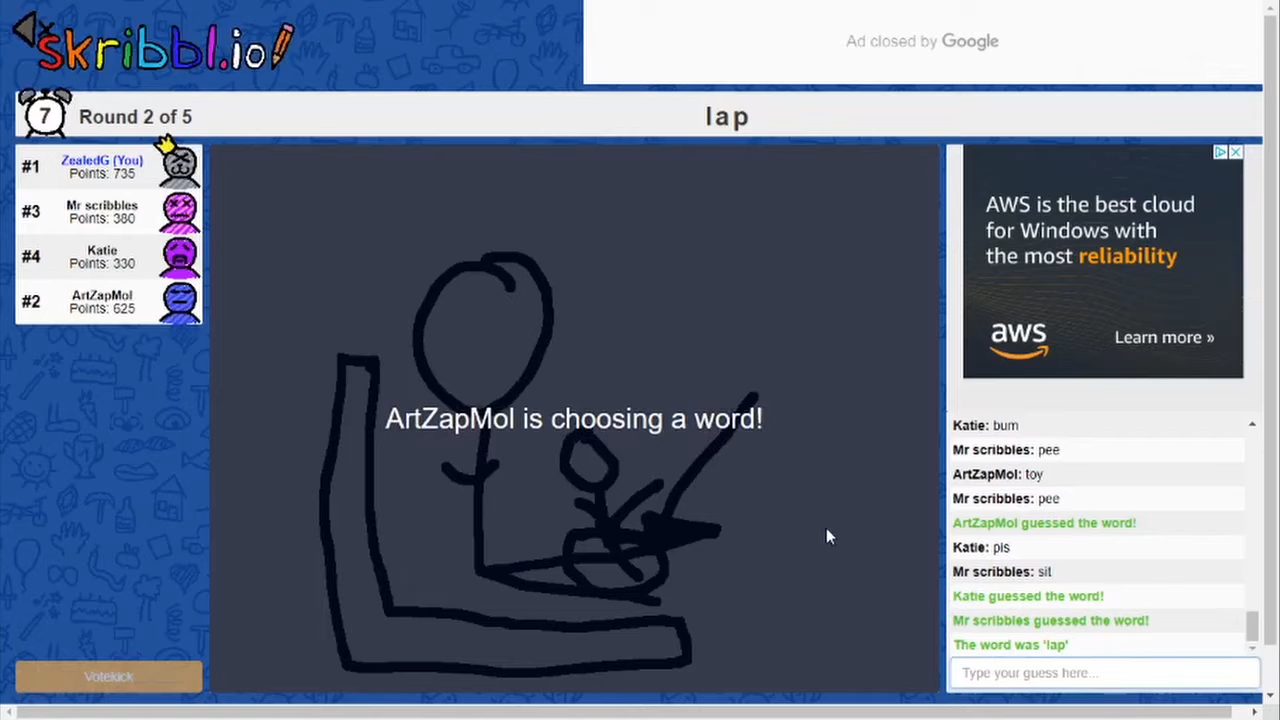 skribbl.io!
Ad closed by Google
7
Round 2 of 5
lap
#1
ZealedG (You)
Points: 735
#3
Mr scribbles
Points: 380
#4
Katie
Points: 330
#2
ArtZapMol
Points: 625
Votekick
ArtZapMol is choosing a word!
AWS is the best cloud
for Windows with
the most reliability
aws
Learn more »
Katie: bum
Mr scribbles: pee
ArtZapMol: toy
Mr scribbles: pee
ArtZapMol guessed the word!
Katie: pis
Mr scribbles: sit
Katie guessed the word!
Mr scribbles guessed the word!
The word was 'lap'
Type your guess here...